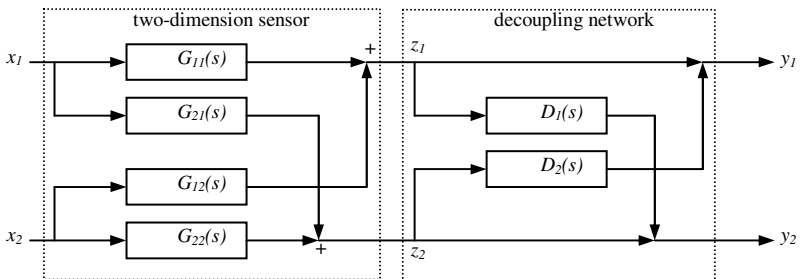 two-dimension sensor
decoupling network
x1
G11(s)
+
z1
y1
G21(s)
D1(s)
G12(s)
D2(s)
x2
G22(s)
+
z2
y2